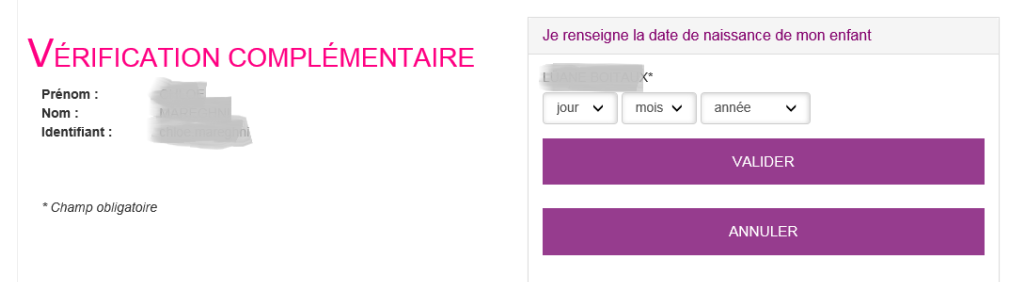 VÉRIFICATION COMPLÉMENTAIRE
Prénom :
Nom :
Identifiant :
* Champ obligatoire
Je renseigne la date de naissance de mon enfant
jour mois année
VALIDER
ANNULER